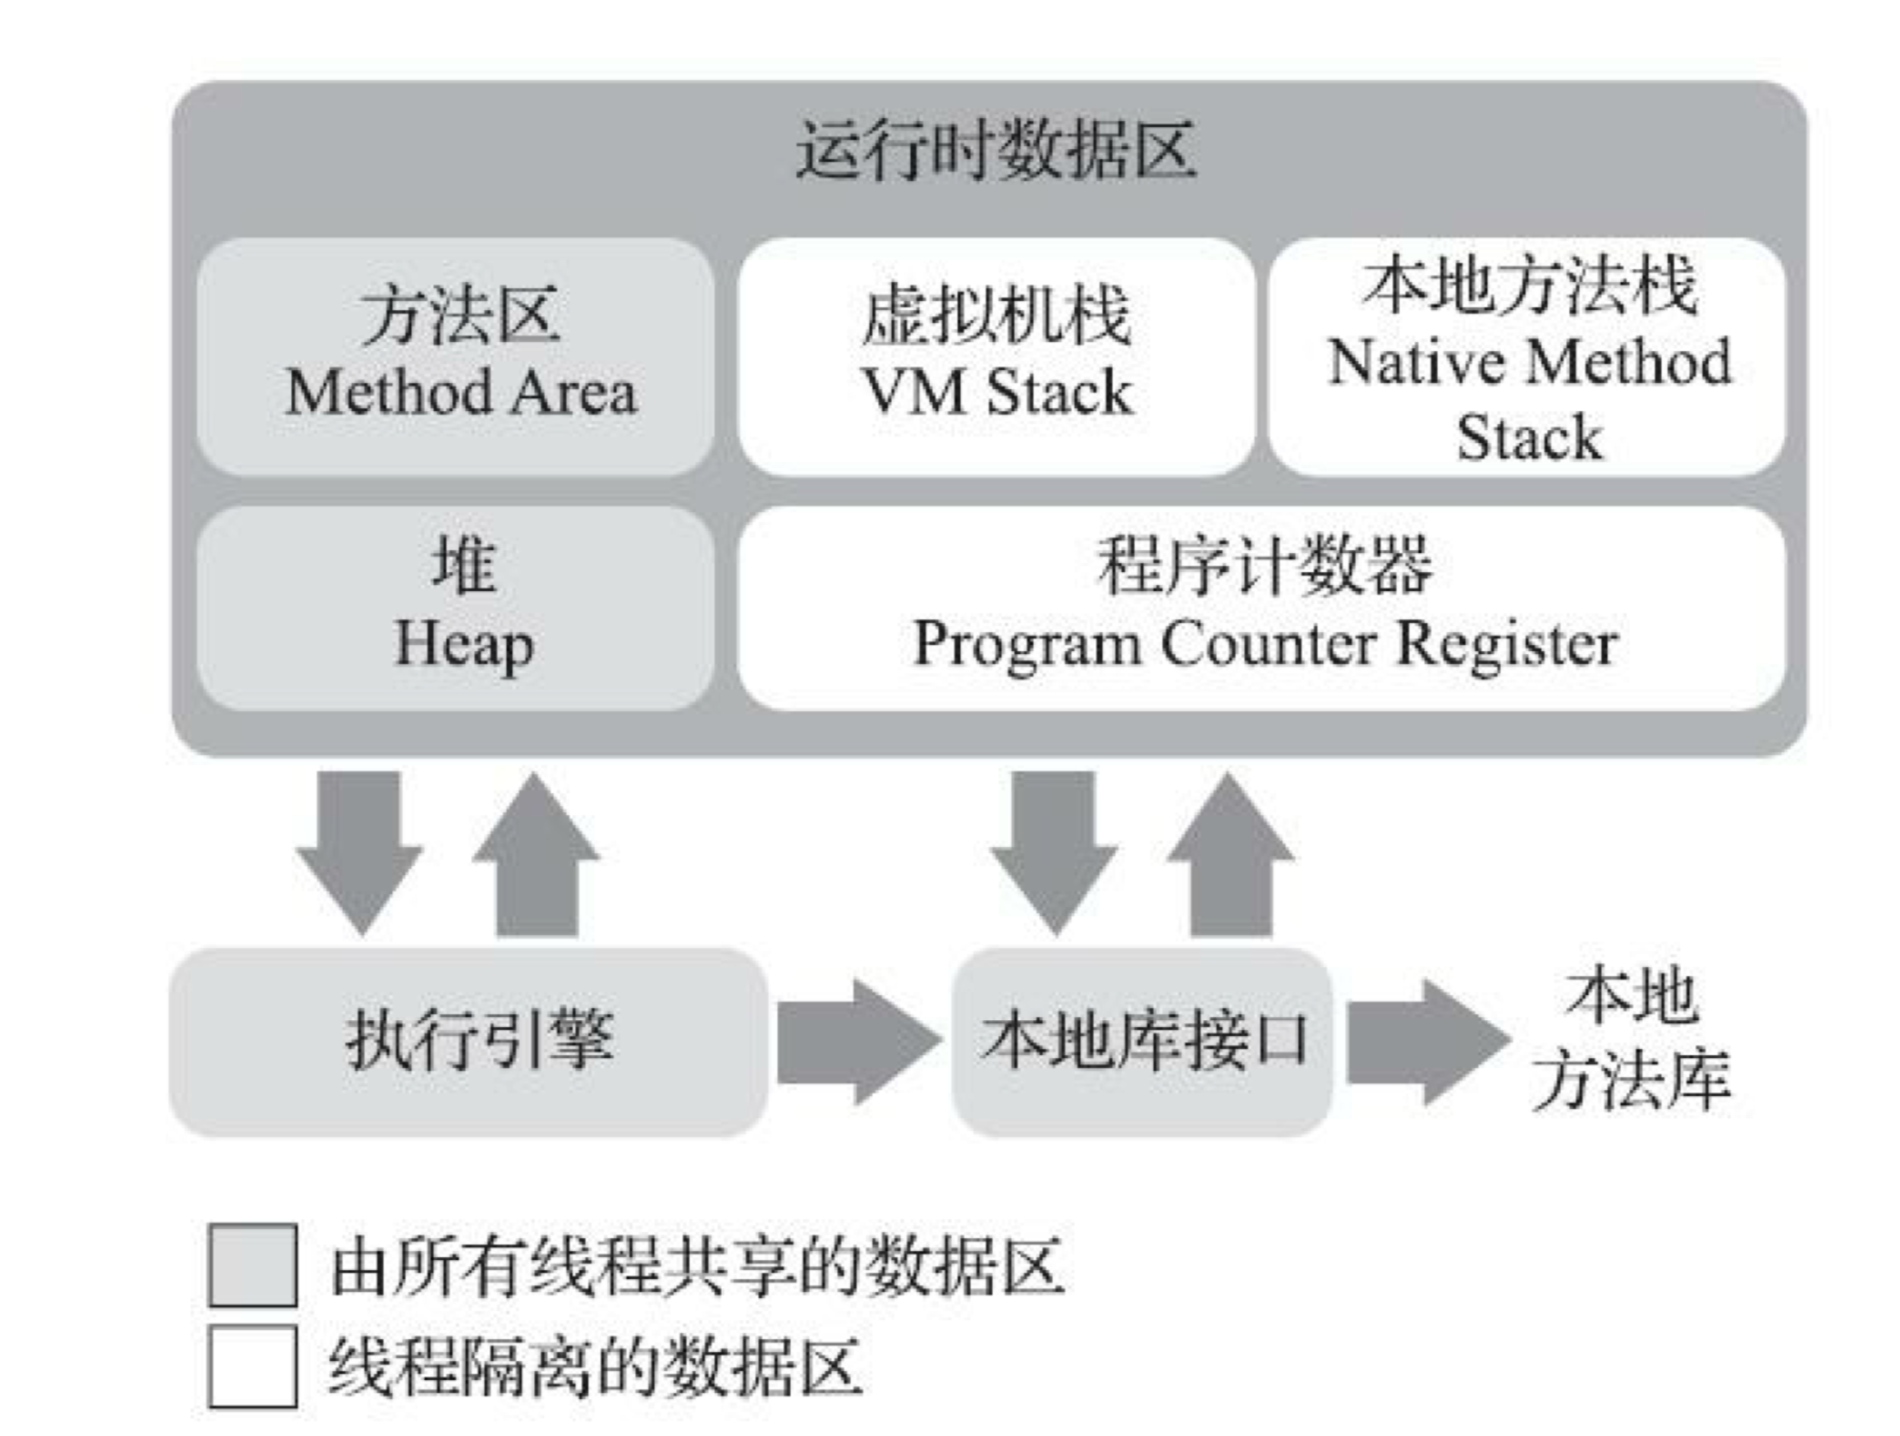 运行时数据区
方法区
Method Area
虚拟机栈
VM Stack
本地方法栈
Native Method
Stack
堆
Heap
程序计数器
Program Counter Register
执行引擎
本地库接口
本地
方法库
由所有线程共享的数据区
线程隔离的数据区